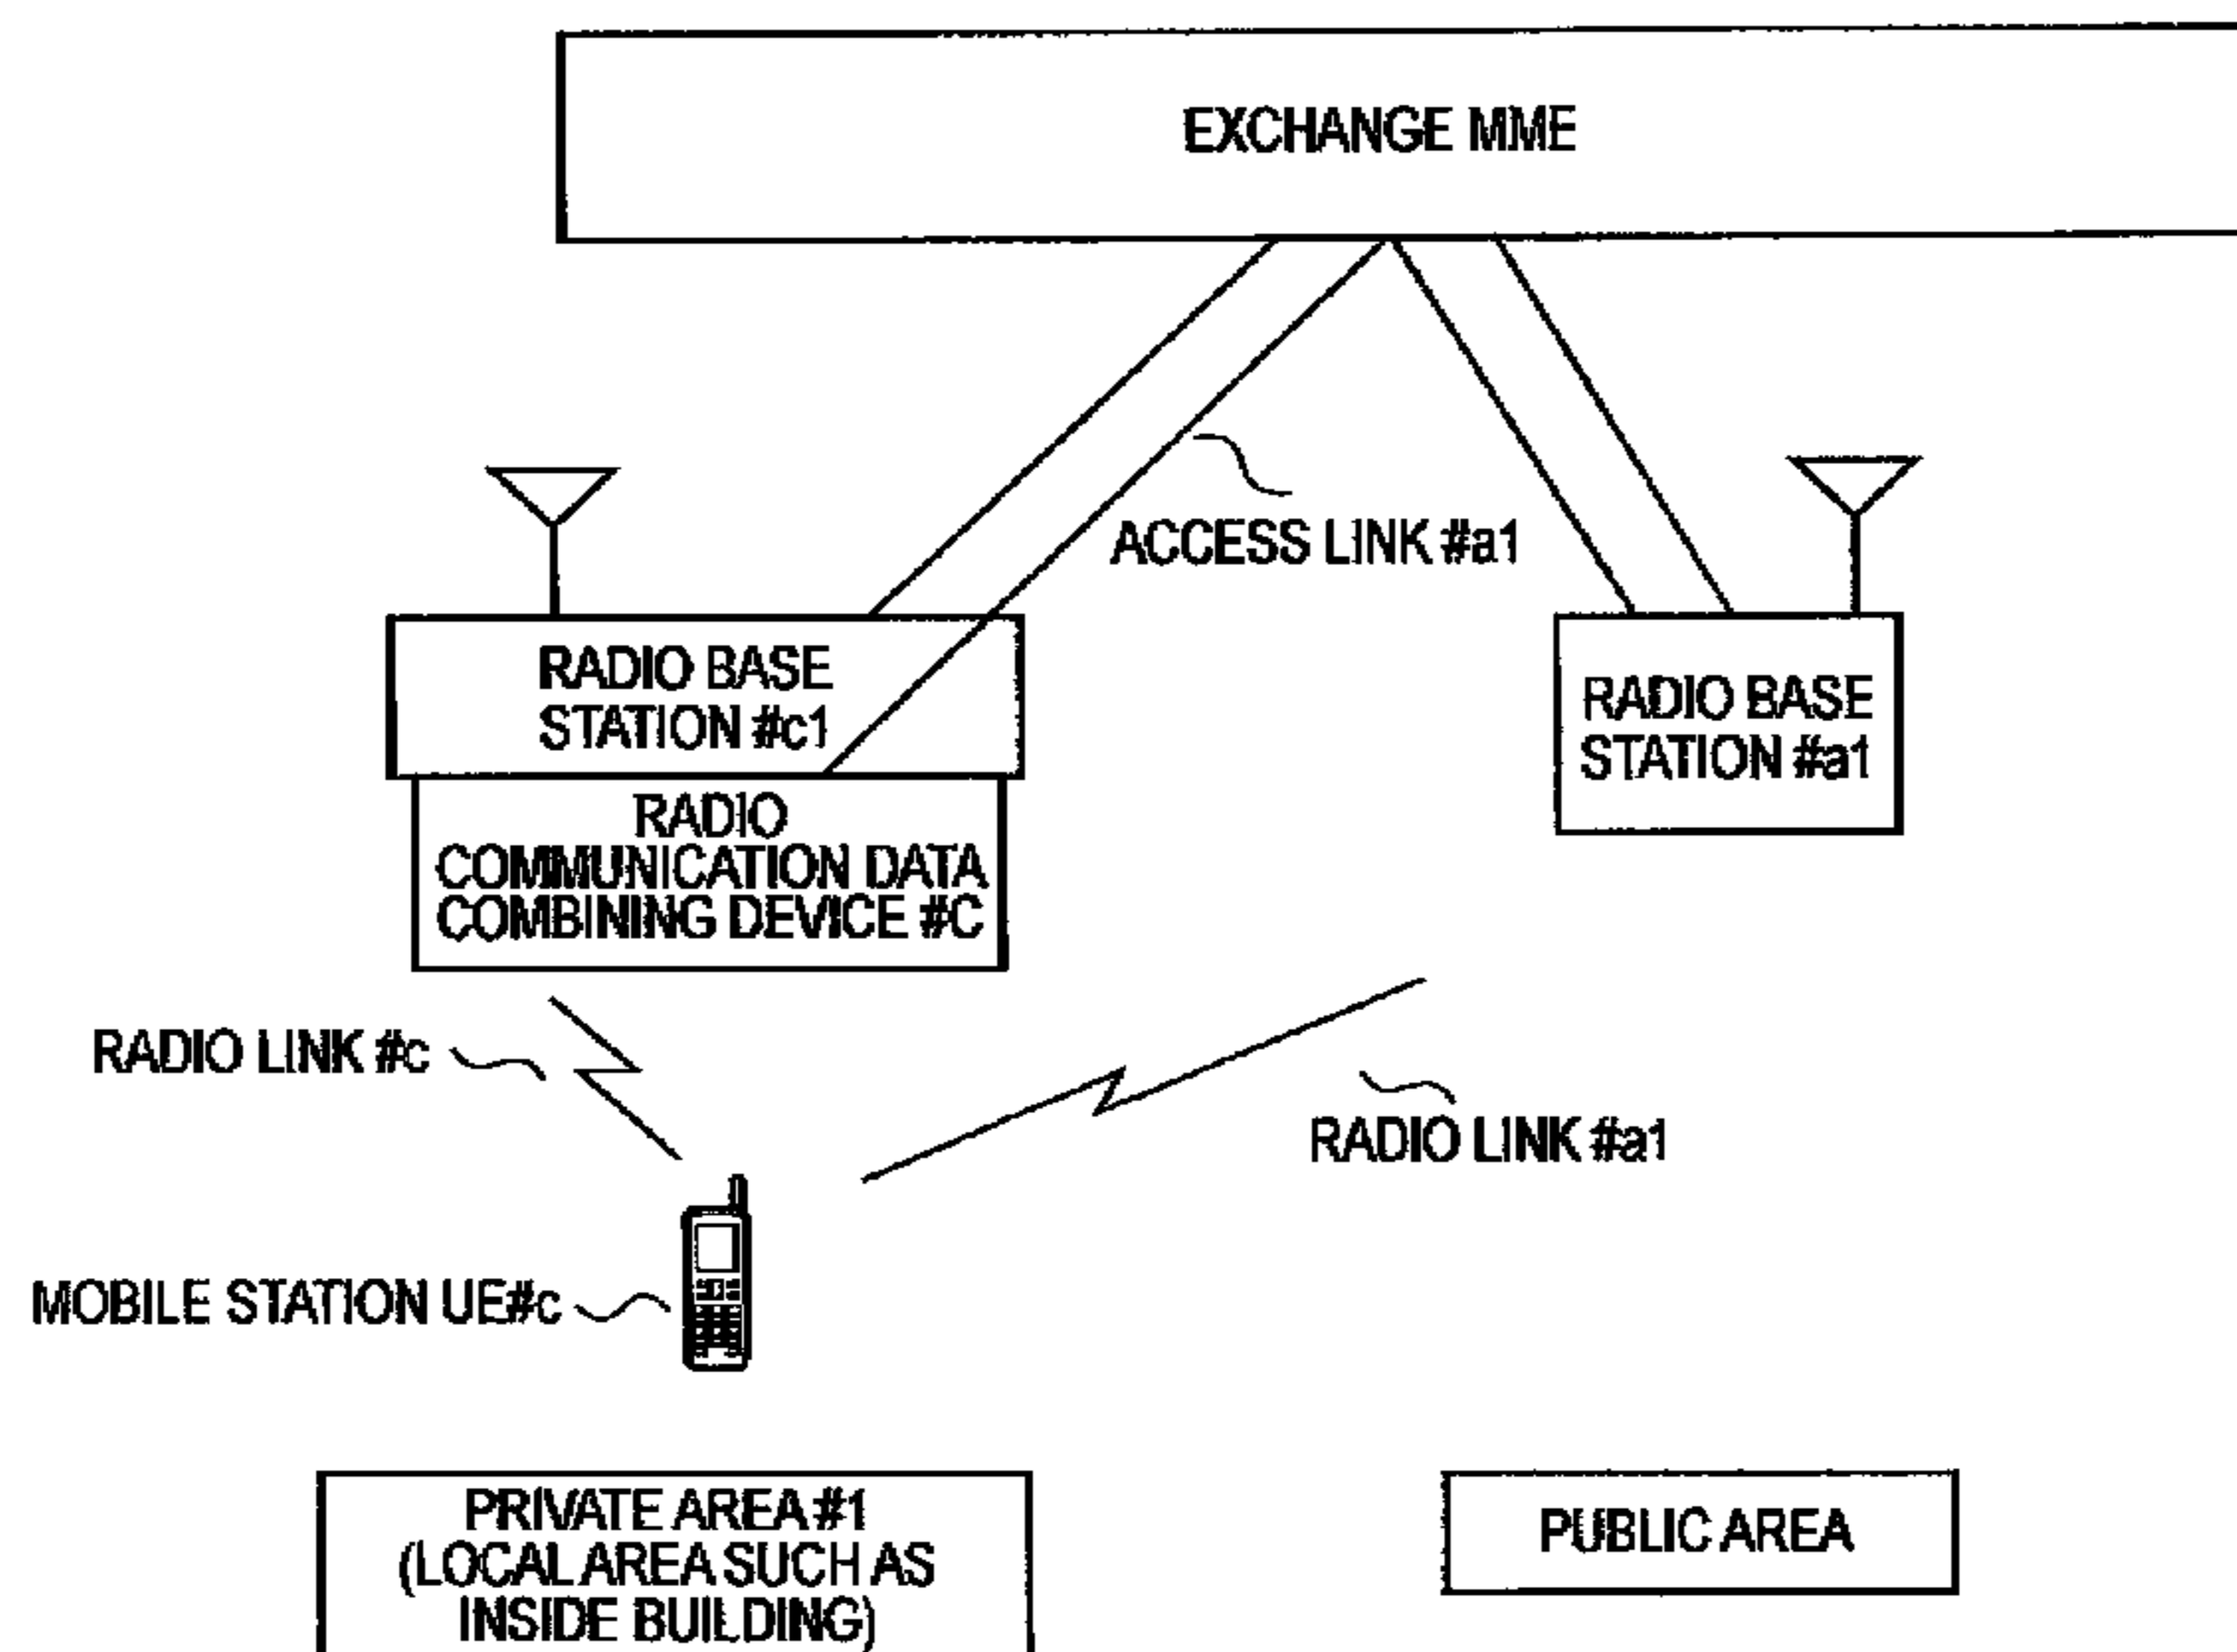 EXCHANGE MME
ACCESS LINK #a1
RADIO BASE
STATION #c1
RADIO BASE
STATION #a1
RADIO
COMMUNICATION DATA
COMBINING DEVICE #C
RADIO LINK #c
RADIO LINK #a1
MOBILE STATION UE#c
PRIVATE AREA #1
(LOCAL AREA SUCH AS
INSIDE BUILDING)
PUBLIC AREA